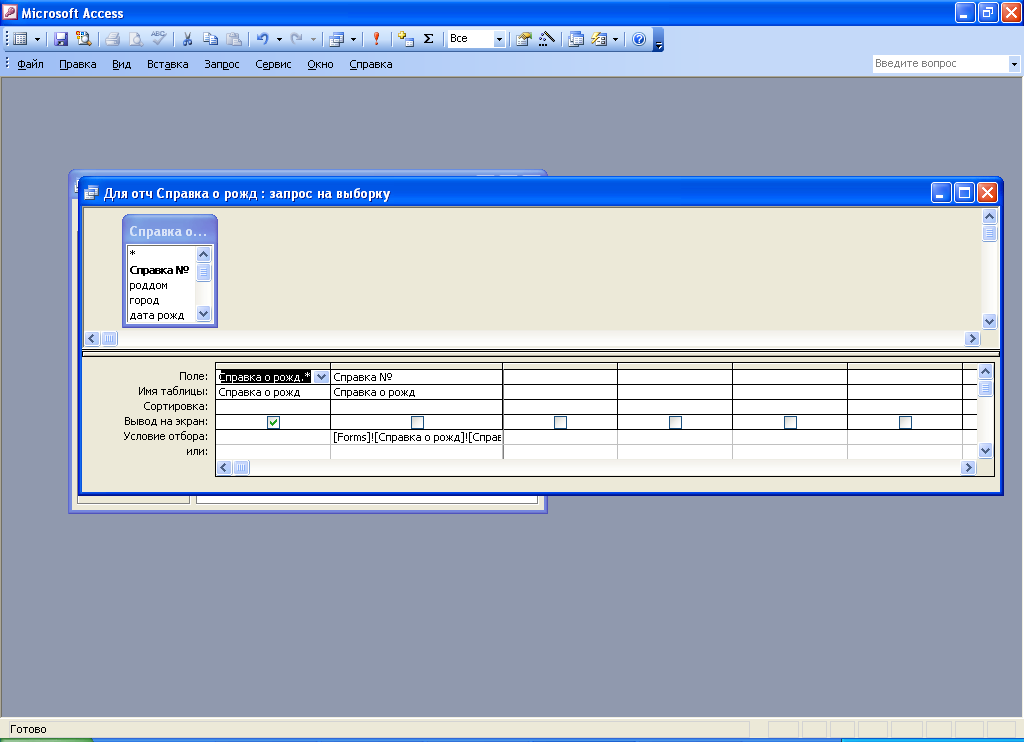 Microsoft Access
Все
Файл Правка Вид Вставка Запрос Сервис Окно Справка
Введите вопрос
Для отч Справка о рожд : запрос на выборку
Справка о...
*
Справка №
роддом
город
дата рожд
Поле: Справка о рожд.* Справка №
Имя таблицы: Справка о рожд Справка о рожд
Сортировка:
Вывод на экран:
Условие отбора: [Forms]![Справка о рожд]![Справ
или:
Готово